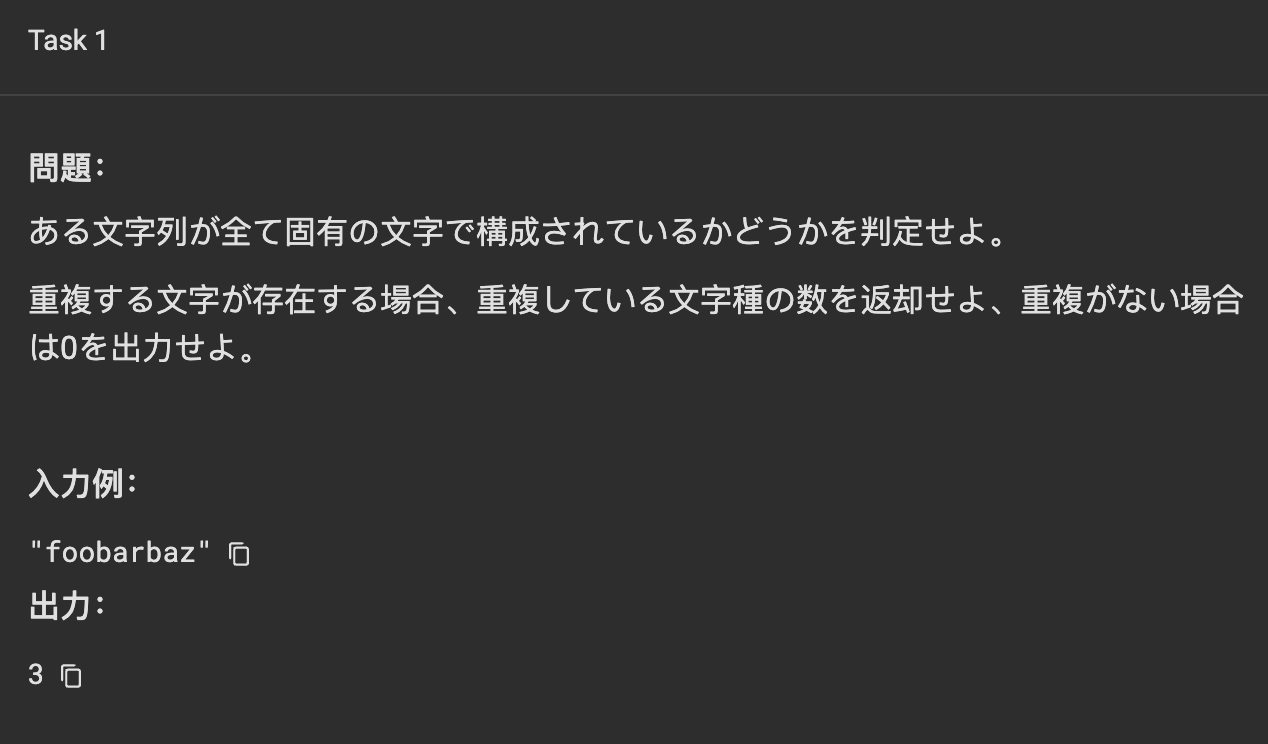 Task 1
問題：
ある文字列が全て固有の文字で構成されているかどうかを判定せよ。
重複する文字が存在する場合、重複している文字種の数を返却せよ、重複がない場合
は0を出力せよ。
入力例：
"foobarbaz"
出力：
3